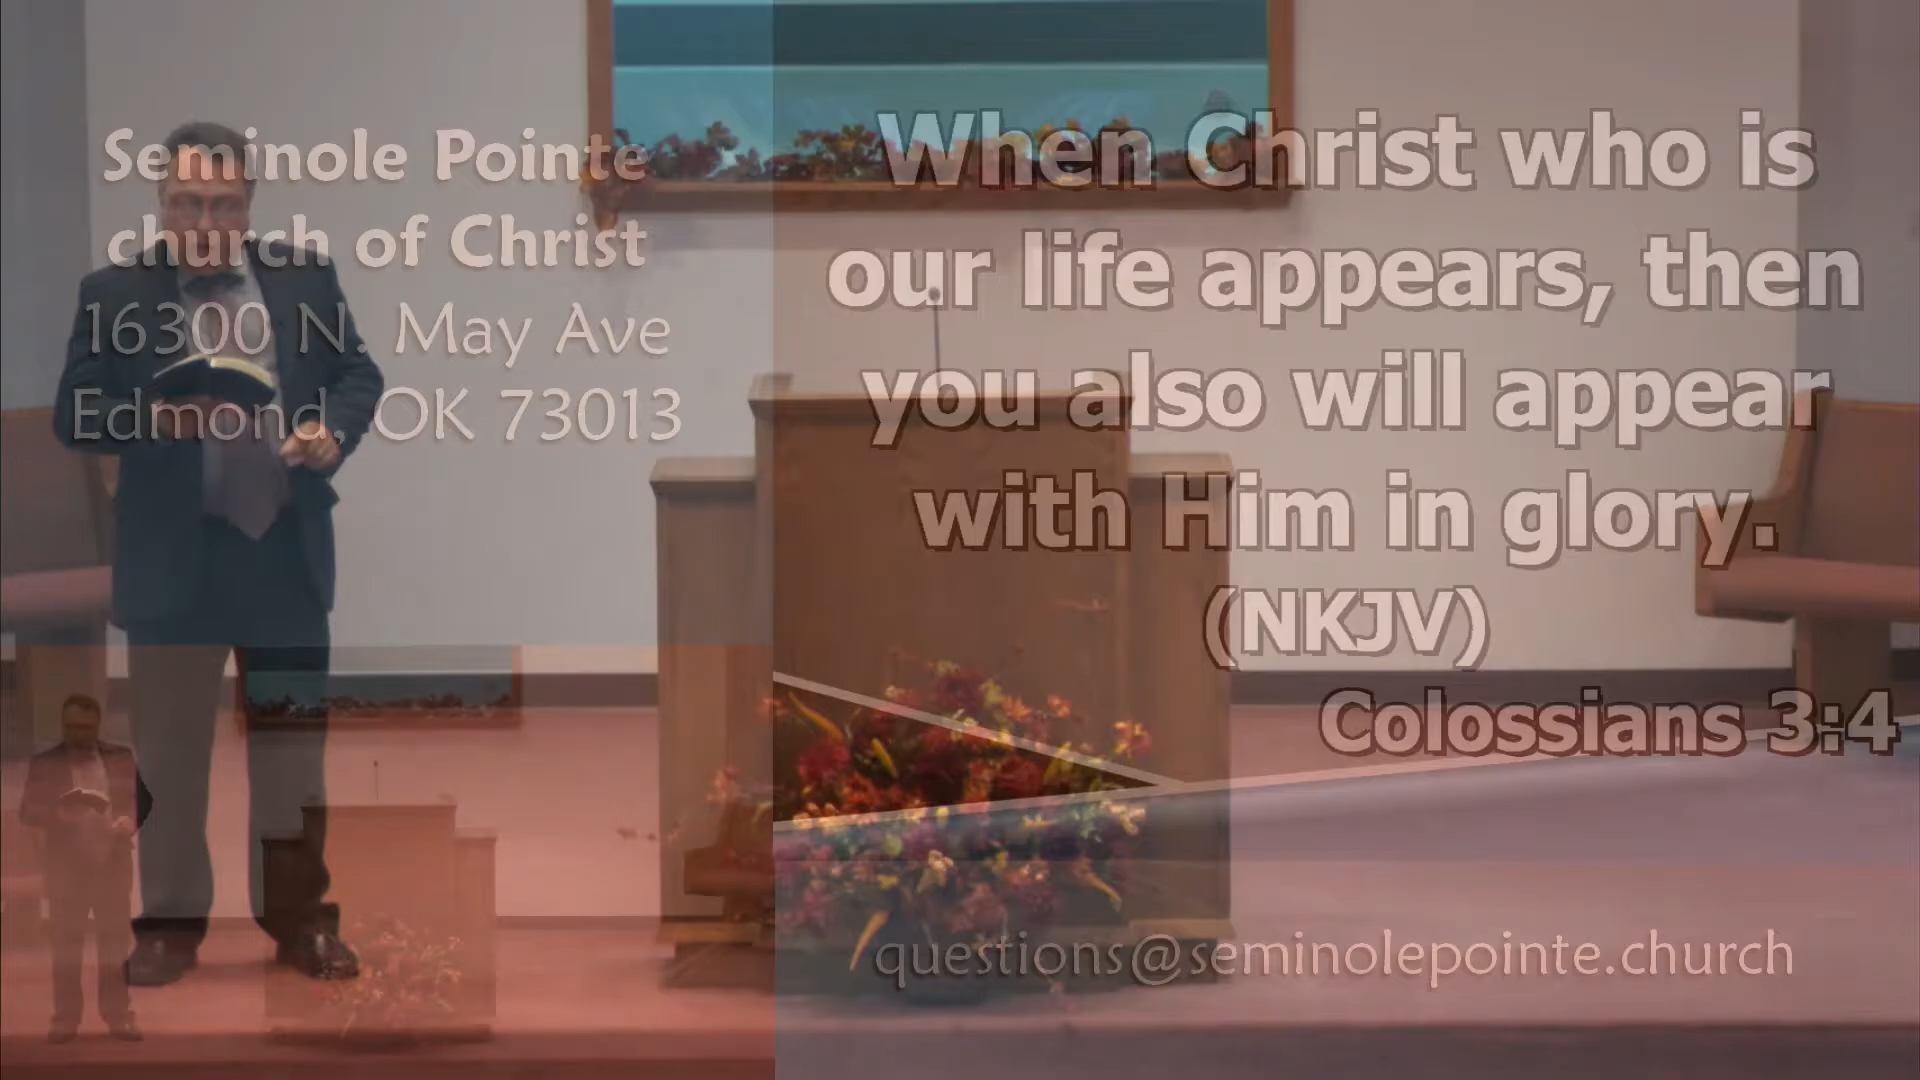 Seminole Pointe
church of Christ
16300 N. May Ave
Edmond, OK 73013
When Christ who is
our life appears, then
you also will appear
with Him in glory.
(NKJV)
Colossians 3:4
questions@seminolepointe.church